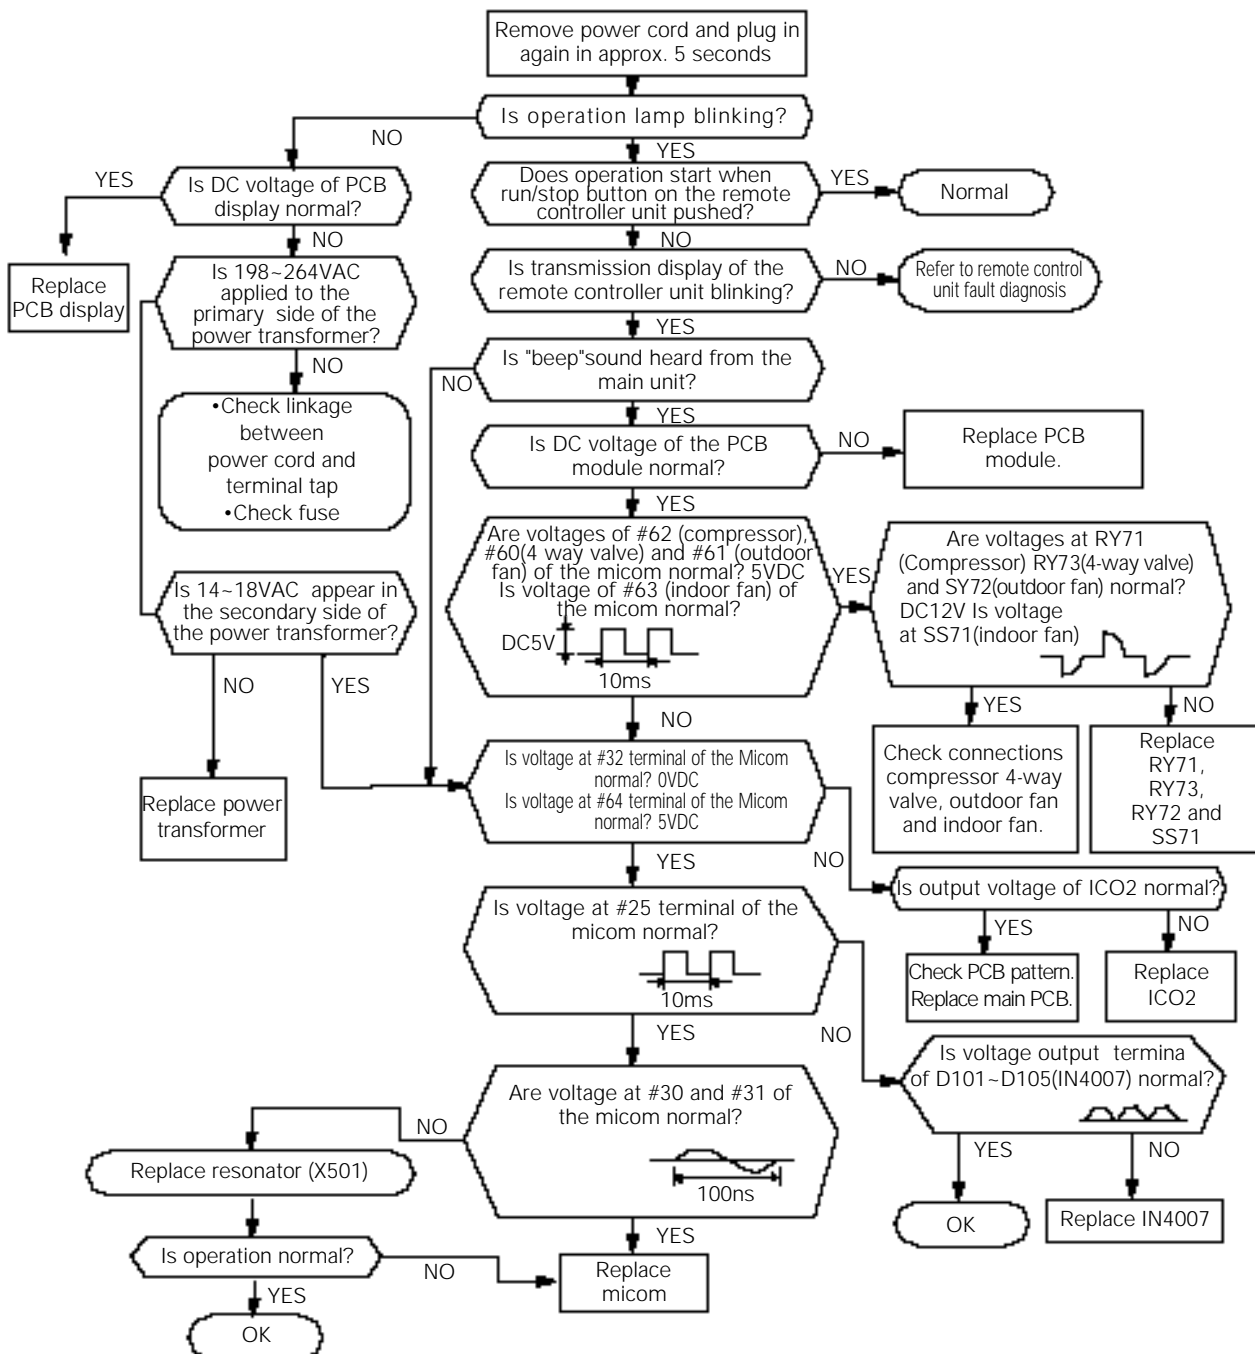 Remove power cord and plug in
again in approx. 5 seconds
Is operation lamp blinking?
NO
YES
Is DC voltage of PCB
display normal?
YES
Does operation start when
run/stop button on the remote
controller unit pushed?
YES
Normal
NO
NO
Replace
PCB display
Is 198~264VAC
applied to the
primary side of the
power transformer?
Is transmission display of the
remote controller unit blinking?
NO
Refer to remote control
unit fault diagnosis
YES
NO
Is "beep"sound heard from the
main unit?
NO
YES
•Check linkage
between
power cord and
terminal tap
•Check fuse
Is DC voltage of the PCB
module normal?
NO
Replace PCB
module.
YES
Are voltages of #62 (compressor),
#60(4 way valve) and #61 (outdoor
fan) of the micom normal? 5VDC
Is voltage of #63 (indoor fan) of
the micom normal?
DC5V
10ms
YES
Are voltages at RY71
(Compressor) RY73(4-way valve)
and SY72(outdoor fan) normal?
DC12V Is voltage
at SS71(indoor fan)
Is 14~18VAC appear in
the secondary side of
the power transformer?
NO
YES
NO
YES
NO
Replace power
transformer
Is voltage at #32 terminal of the Micom
normal? 0VDC
Is voltage at #64 terminal of the Micom
normal? 5VDC
Check connections
compressor 4-way
valve, outdoor fan
and indoor fan.
Replace
RY71,
RY73,
RY72 and
SS71
YES
NO
Is output voltage of ICO2 normal?
YES
NO
Is voltage at #25 terminal of the
micom normal?
10ms
Check PCB pattern.
Replace main PCB.
Replace
ICO2
YES
NO
Is voltage output termina
of D101~D105(IN4007) normal?
Are voltage at #30 and #31 of
the micom normal?
100ns
NO
YES
NO
Replace resonator (X501)
OK
Replace IN4007
YES
Is operation normal?
NO
Replace
micom
YES
OK